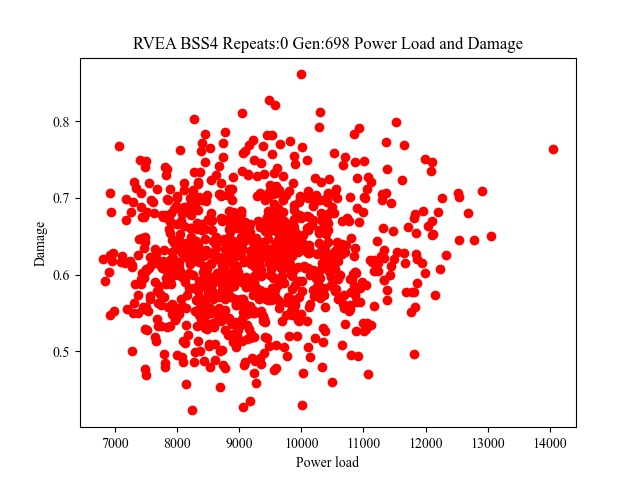 RVEA BSS4 Repeats:0 Gen:698 Power Load and Damage
0.8
0.7
0.6
0.5
Damage
7000 8000 9000 10000 11000 12000 13000 14000
Power load